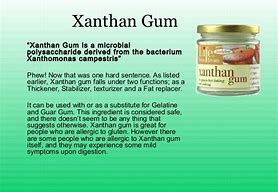 Xanthan Gum
"Xanthan Gum is a microbial
polysaccharide derived from the bacterium
Xanthomonas campestris"
Phew! Now that was one hard sentence. As listed
earlier, Xanthan gum falls under two functions; as a
Thickener, Stabilizer, texturizer and a Fat replacer.
It can be used with or as a substitute for Gelatine
and Guar Gum. This ingredient is considered safe,
and there doesn't seem to be any thing that
suggests otherwise. Xanthan gum is great for
people who are allergic to gluten. However there
are some people who are allergic to Xanthan gum
itself, and they may experience some mild
symptoms upon digestion.
xanthan
gum